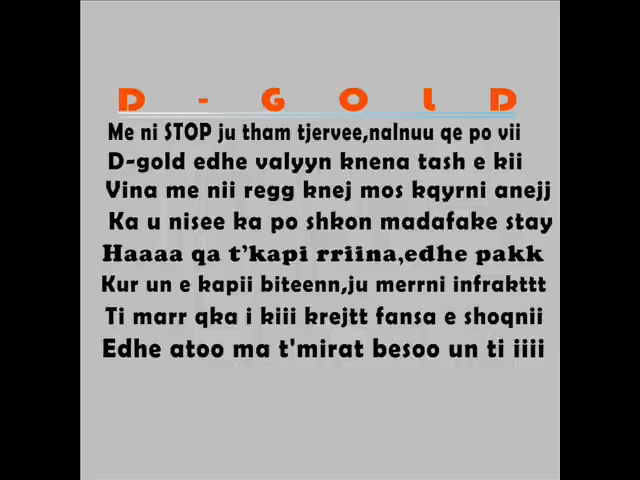 D - G O L D
Me ni STOP ju tham tjervee,nalnuu qe po vii
D-gold edhe valyyn knena tash e kii
Vina me nii regg knej mos kqyrni anejj
Ka u nisee ka po shkon madafake stay
Haaaa qa t'kapi rriina,edhe pakk
Kur un e kapii biteenn,ju merrni infrakttt
Ti marr qka i kiii krejtt fansa e shoqnii
Edhe atoo ma t'mirat besoo un ti iiii